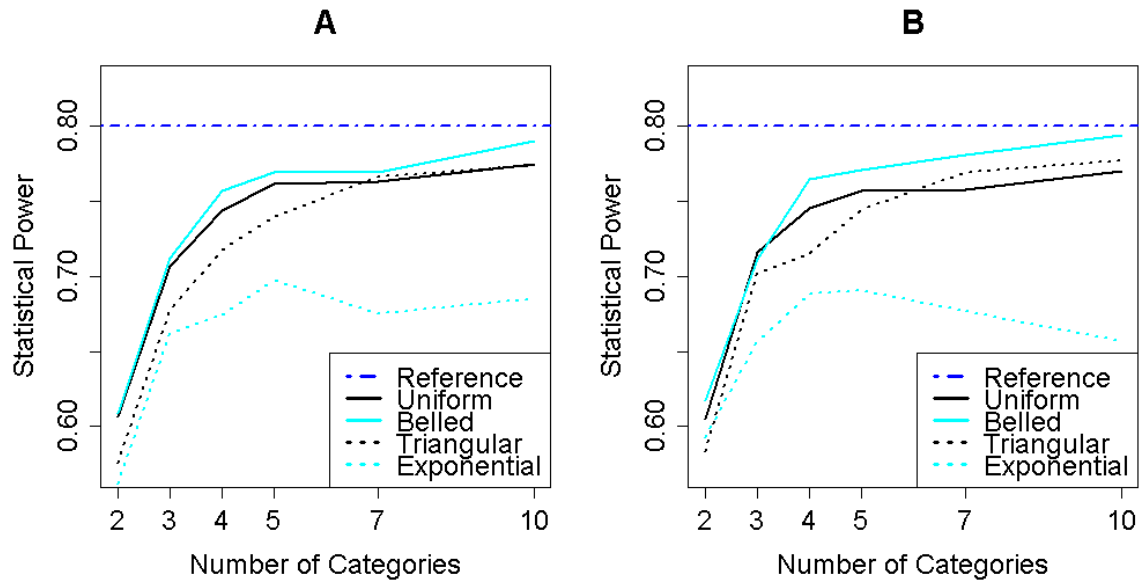 A
Statistical Power
0.80
0.70
0.60
Reference
Uniform
Belled
Triangular
Exponential
2 3 4 5 7 10
Number of Categories
B
Statistical Power
0.80
0.70
0.60
Reference
Uniform
Belled
Triangular
Exponential
2 3 4 5 7 10
Number of Categories